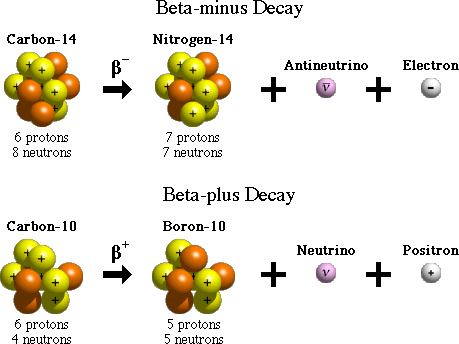 Beta-minus Decay
Carbon-14 Nitrogen-14
β⁻ Antineutrino Electron
ν̅ −
6 protons 7 protons
8 neutrons 7 neutrons
Beta-plus Decay
Carbon-10 Boron-10
β⁺ Neutrino Positron
ν +
6 protons 5 protons
4 neutrons 5 neutrons